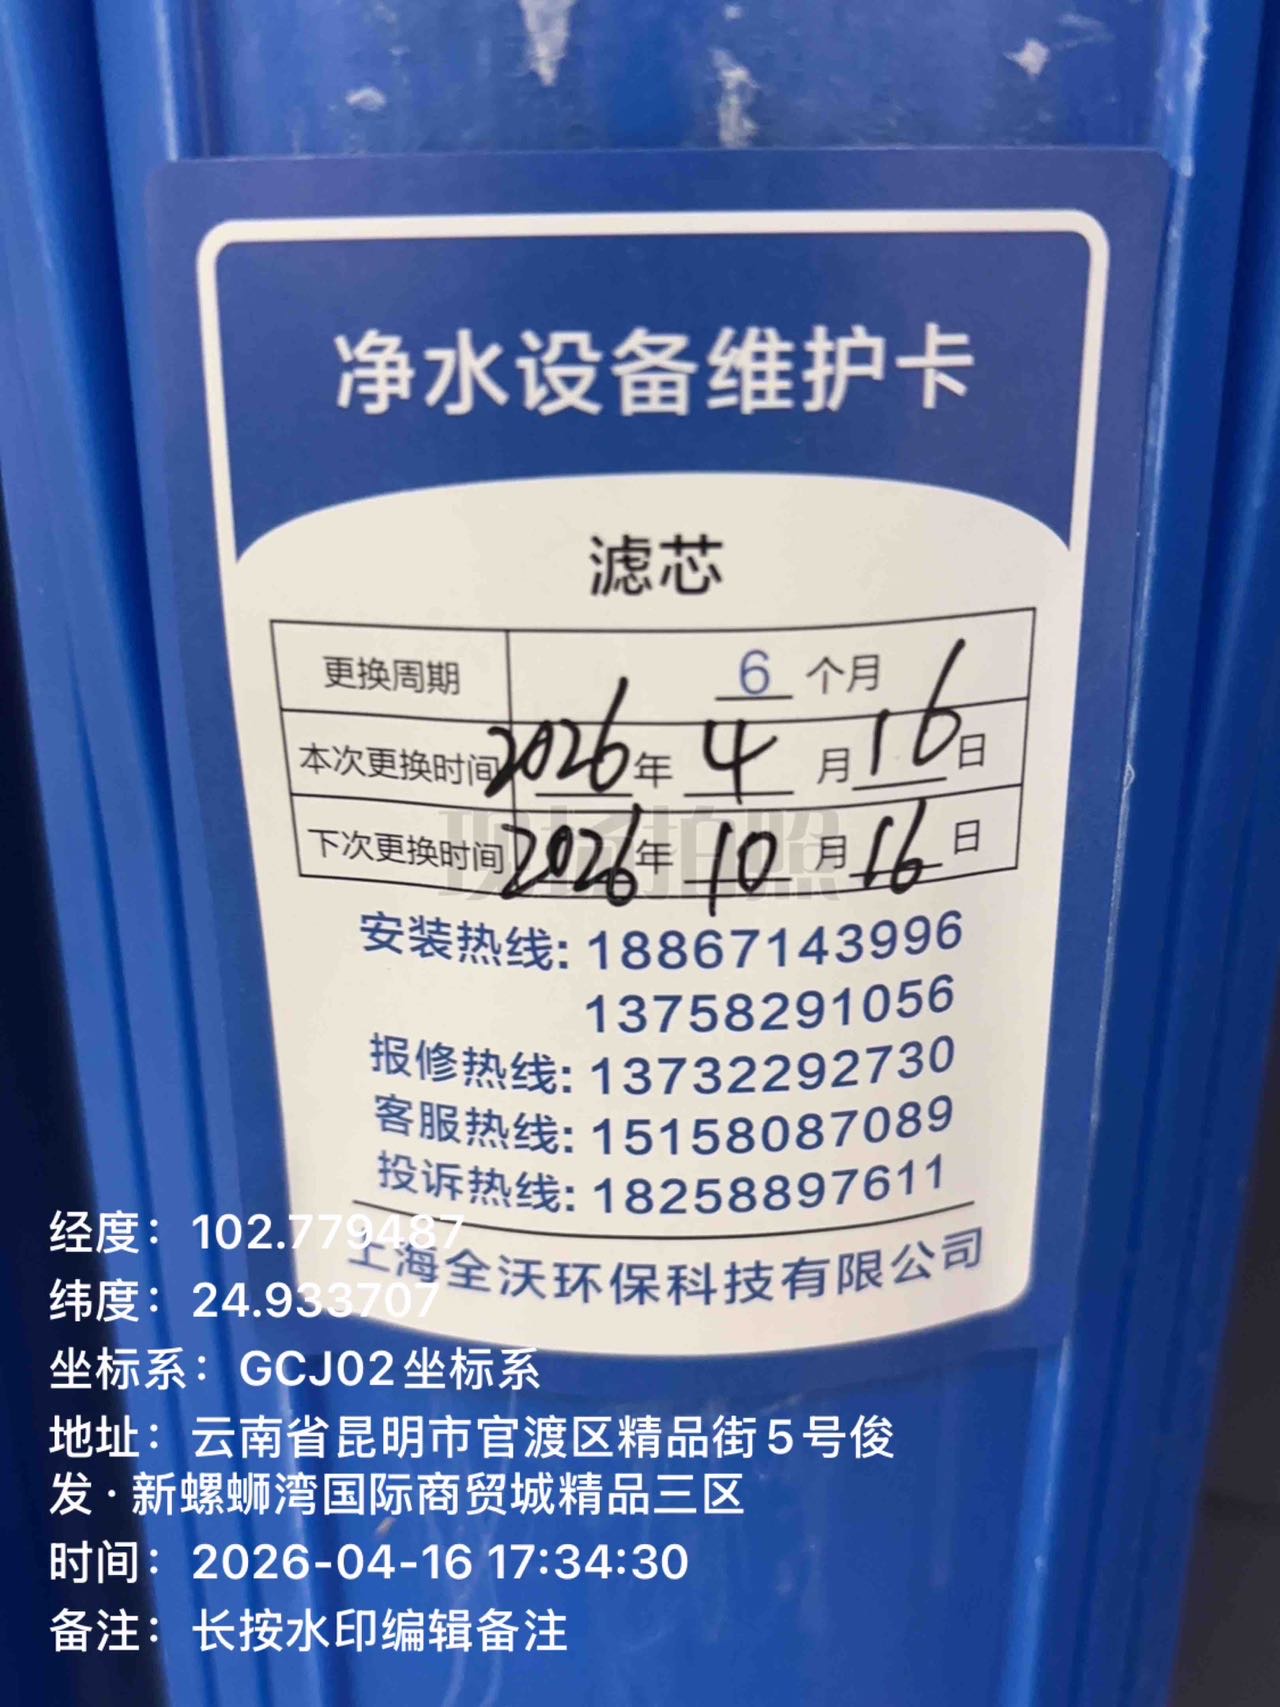 净水设备维护卡
滤芯
更换周期 6 个月
本次更换时间 2026 年 4 月 16 日
下次更换时间 2026 年 10 月 16 日
现场拍照
安装热线: 18867143996
13758291056
报修热线: 13732292730
客服热线: 15158087089
投诉热线: 18258897611
上海全沃环保科技有限公司
经度: 102.779487
纬度: 24.933707
坐标系: GCJ02坐标系
地址: 云南省昆明市官渡区精品街5号俊
发·新螺蛳湾国际商贸城精品三区
时间: 2026-04-16 17:34:30
备注: 长按水印编辑备注